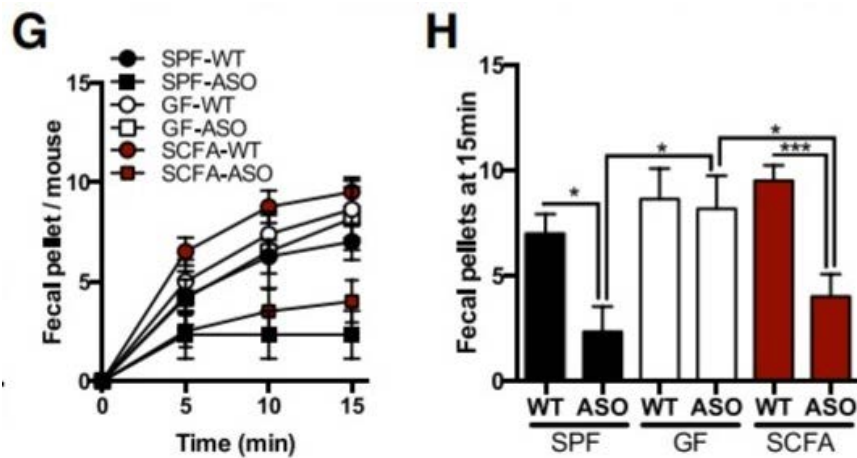 G
SPF-WT
SPF-ASO
GF-WT
GF-ASO
SCFA-WT
SCFA-ASO
Fecal pellet / mouse
15
10
5
0
0 5 10 15
Time (min)
H
Fecal pellets at 15min
15
10
5
0
* * * ***
WT ASO WT ASO WT ASO
SPF GF SCFA